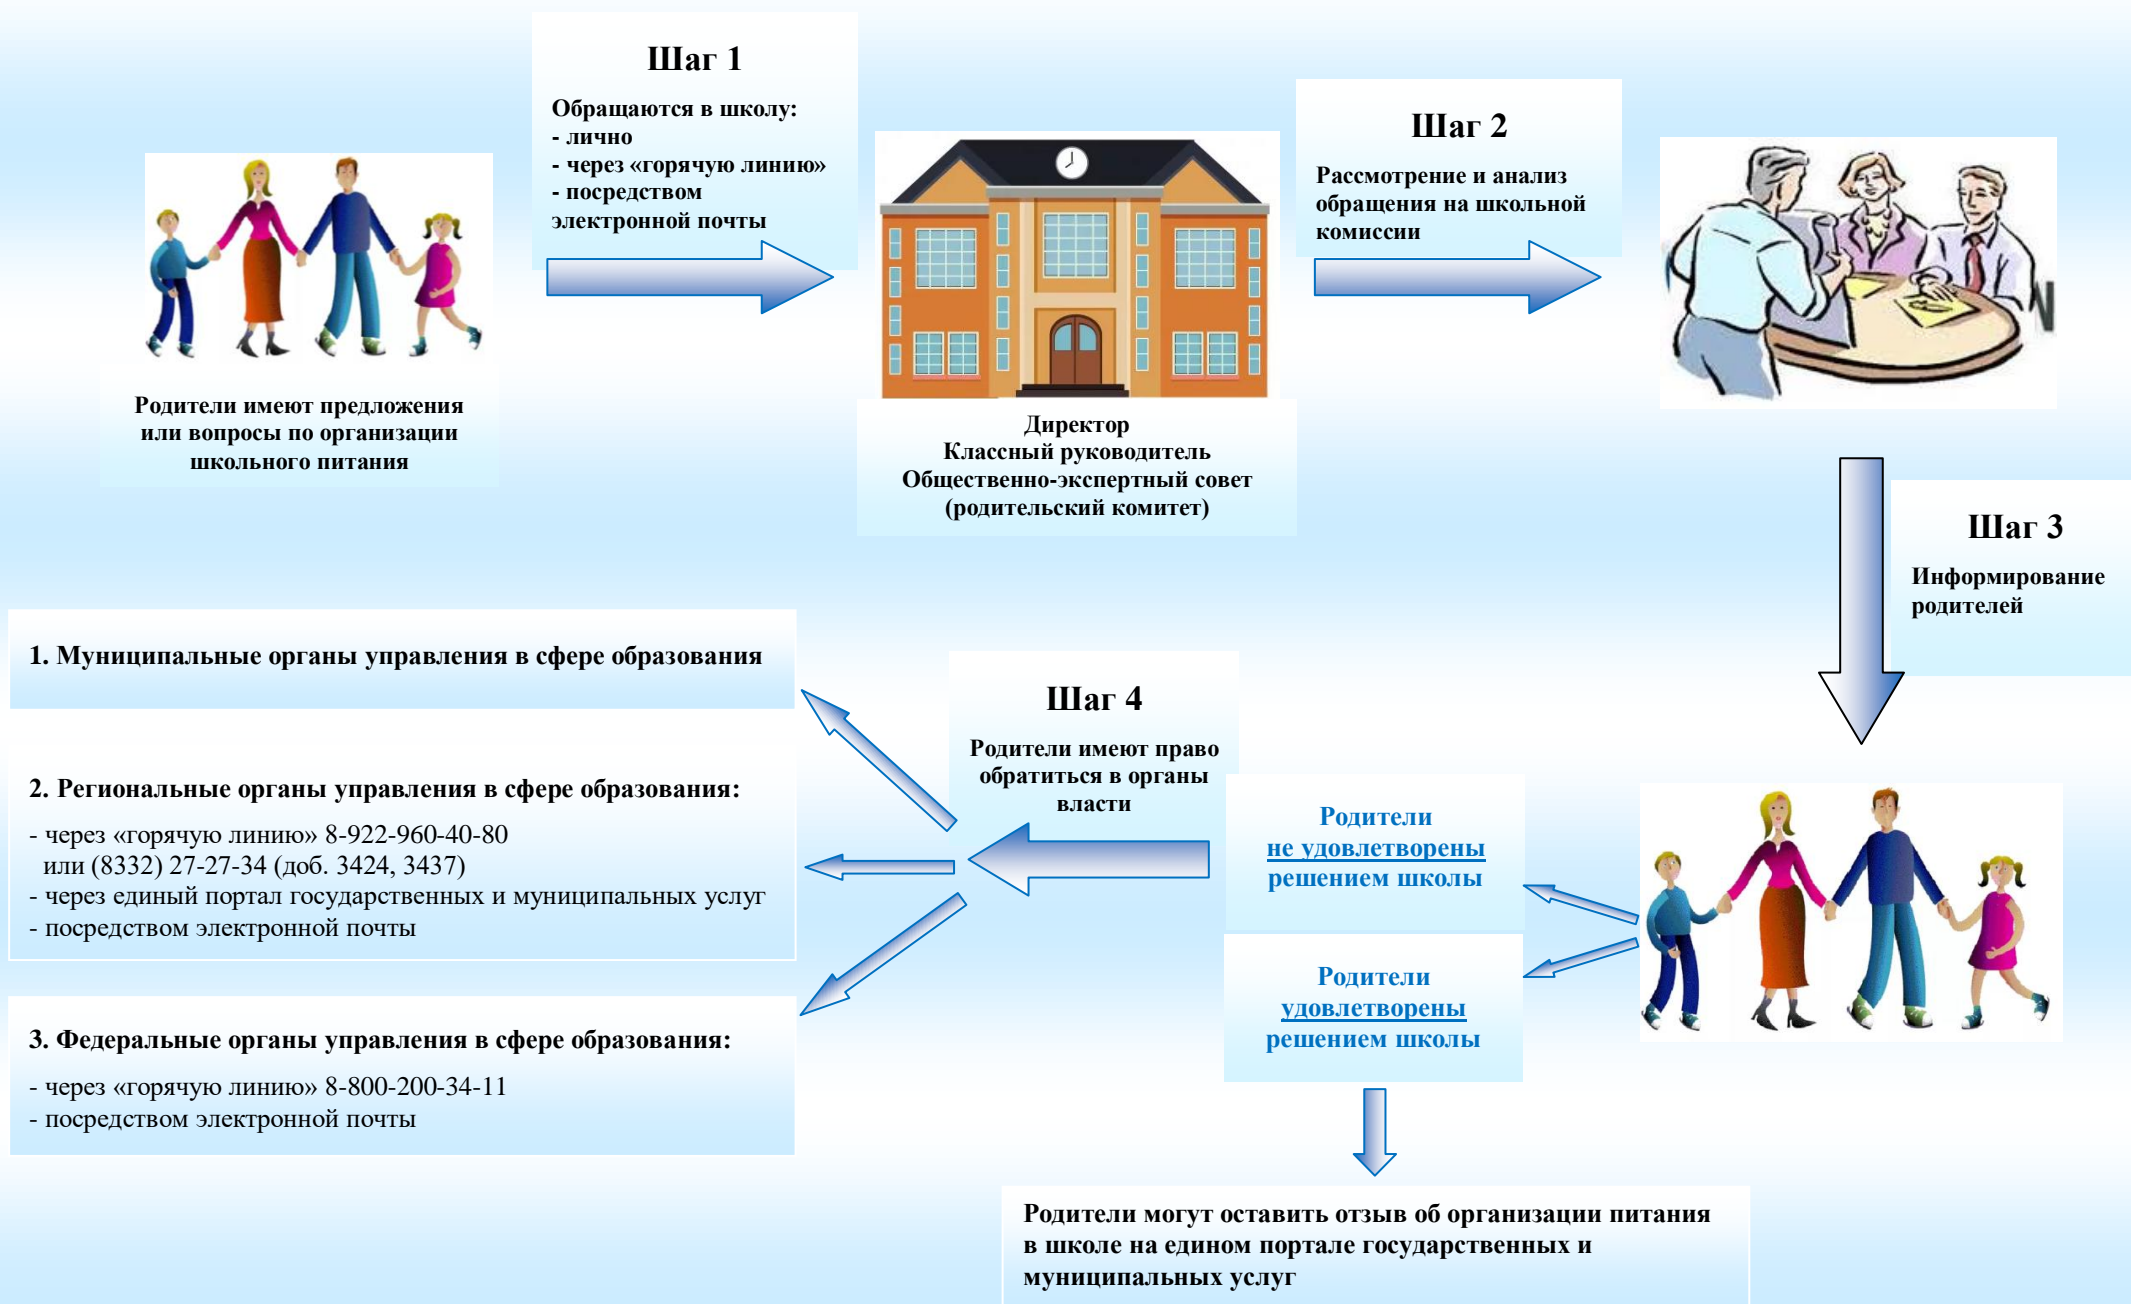 Шаг 1
Обращаются в школу:
- лично
- через «горячую линию»
- посредством
электронной почты
Родители имеют предложения
или вопросы по организации
школьного питания
Директор
Классный руководитель
Общественно-экспертный совет
(родительский комитет)
Шаг 2
Рассмотрение и анализ
обращения на школьной
комиссии
Шаг 3
Информирование
родителей
Родители
не удовлетворены
решением школы
Родители
удовлетворены
решением школы
Шаг 4
Родители имеют право
обратиться в органы
власти
1. Муниципальные органы управления в сфере образования
2. Региональные органы управления в сфере образования:
- через «горячую линию» 8-922-960-40-80
или (8332) 27-27-34 (доб. 3424, 3437)
- через единый портал государственных и муниципальных услуг
- посредством электронной почты
3. Федеральные органы управления в сфере образования:
- через «горячую линию» 8-800-200-34-11
- посредством электронной почты
Родители могут оставить отзыв об организации питания
в школе на едином портале государственных и
муниципальных услуг